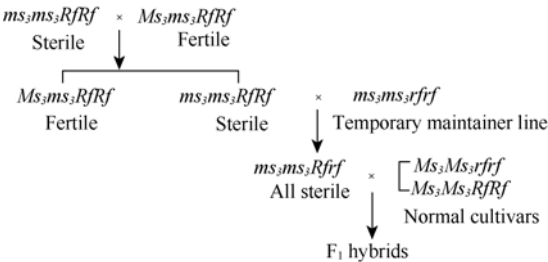 ms₃ms₃RfRf × Ms₃ms₃RfRf
Sterile Fertile
Ms₃ms₃RfRf ms₃ms₃RfRf × ms₃ms₃rfrf
Fertile Sterile Temporary maintainer line
ms₃ms₃Rfrf × Ms₃Ms₃rfrf
All sterile Ms₃Ms₃RfRf
Normal cultivars
F₁ hybrids